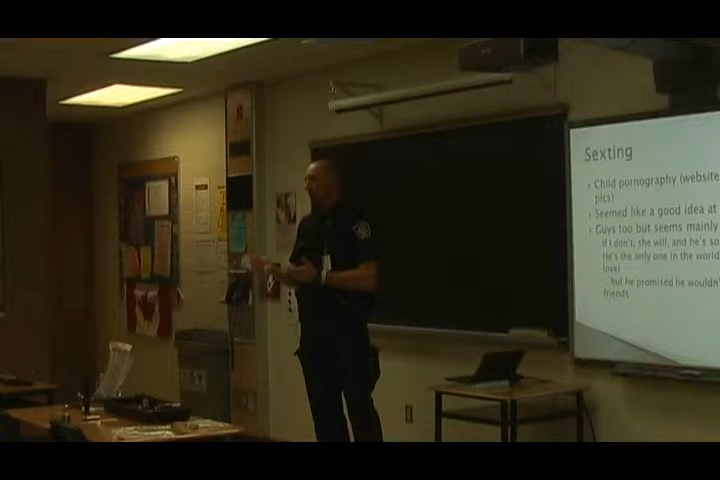 Sexting
Child pornography (website
pics)
Seemed like a good idea at
Guys too but seems mainly
If I don't, she will, and he's so
He's the only one in the world
love)
...but he promised he wouldn'
friends